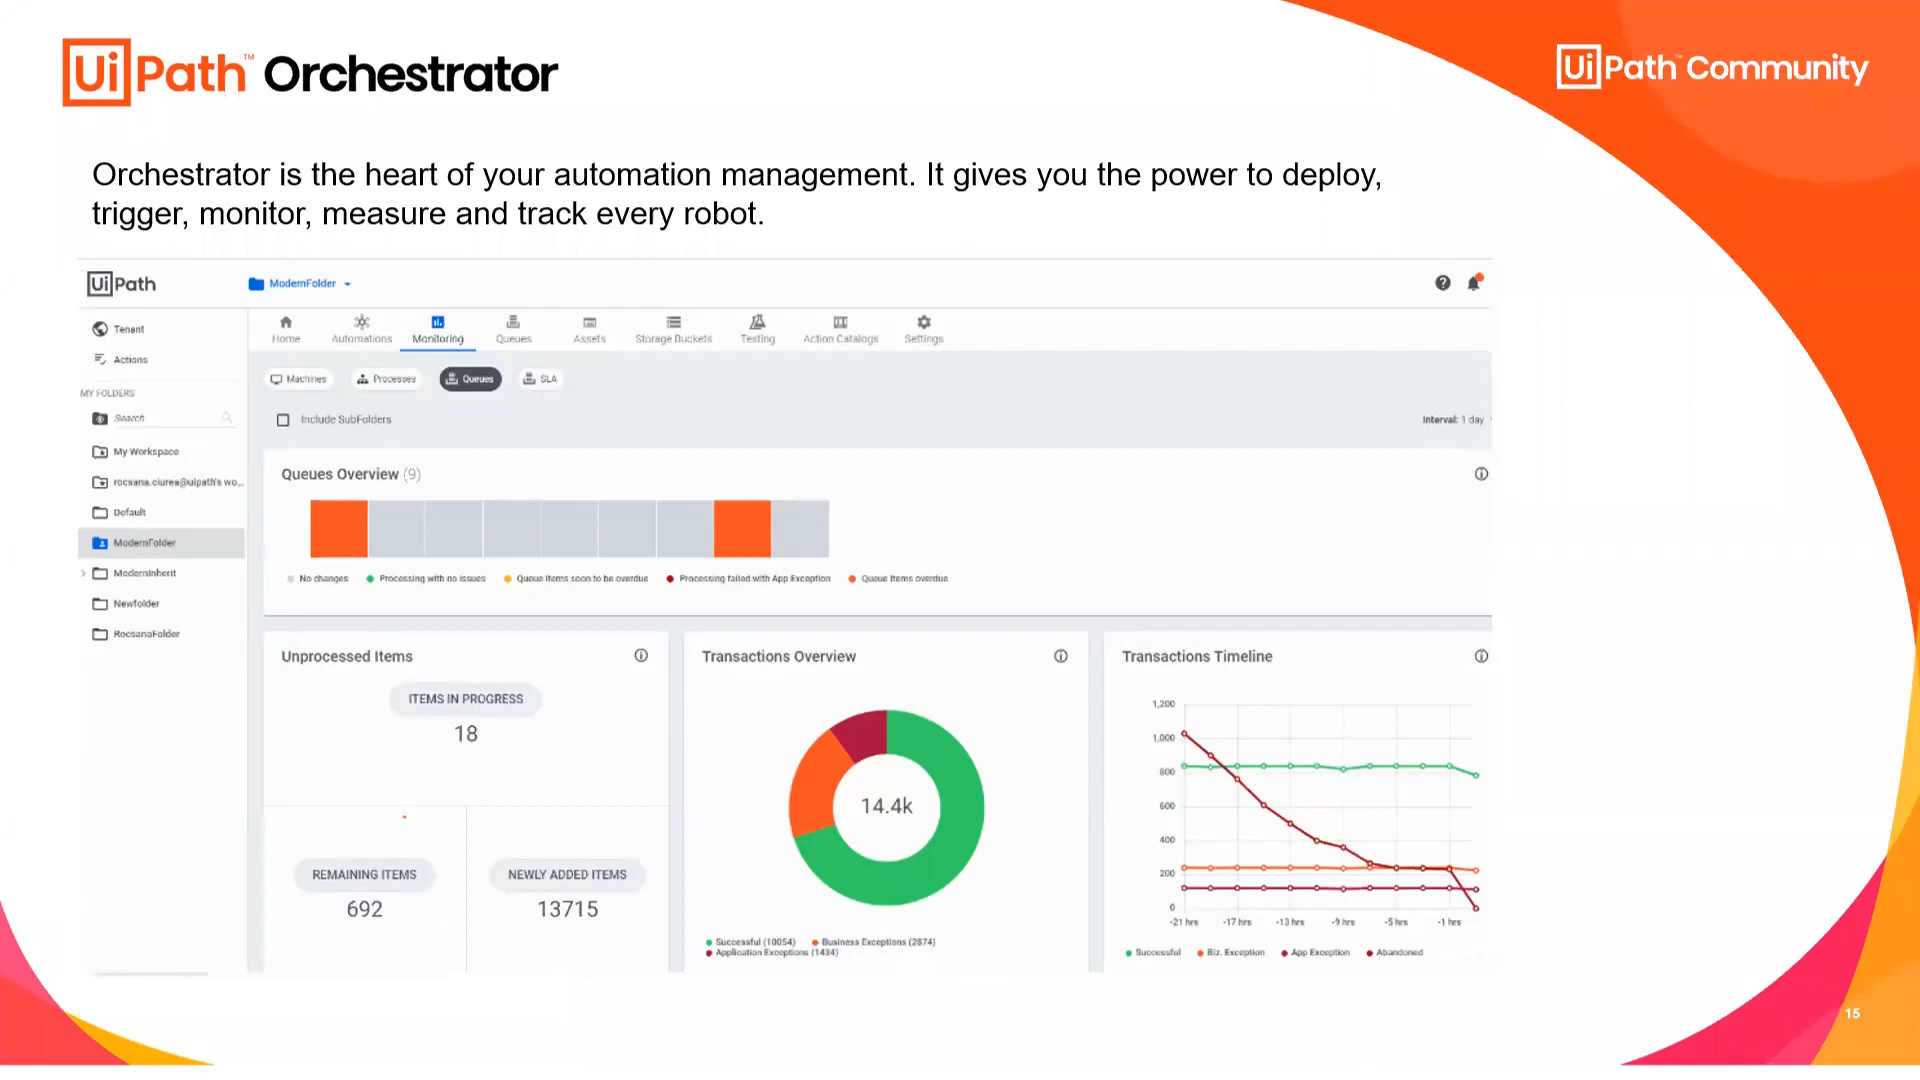 UiPath™ Orchestrator
UiPath™ Community
Orchestrator is the heart of your automation management. It gives you the power to deploy,
trigger, monitor, measure and track every robot.
UiPath
ModernFolder
Tenant
Actions
MY FOLDERS
Search
My Workspace
rocsana.ciurea@uipath's wo...
Default
ModernFolder
ModernInherit
Newfolder
RocsanaFolder
Home
Automations
Monitoring
Queues
Assets
Storage Buckets
Testing
Action Catalogs
Settings
Machines
Processes
Queues
SLA
Include SubFolders
Interval: 1 day
Queues Overview (9)
No changes
Processing with no issues
Queue Items soon to be overdue
Processing failed with App Exception
Queue Items overdue
Unprocessed Items
ITEMS IN PROGRESS
18
REMAINING ITEMS
692
NEWLY ADDED ITEMS
13715
Transactions Overview
14.4k
Successful (10054)
Business Exceptions (2874)
Application Exceptions (1434)
Transactions Timeline
1,200
1,000
800
600
400
200
0
-21 hrs
-17 hrs
-13 hrs
-9 hrs
-5 hrs
-1 hrs
Successful
Biz. Exception
App Exception
Abandoned
15